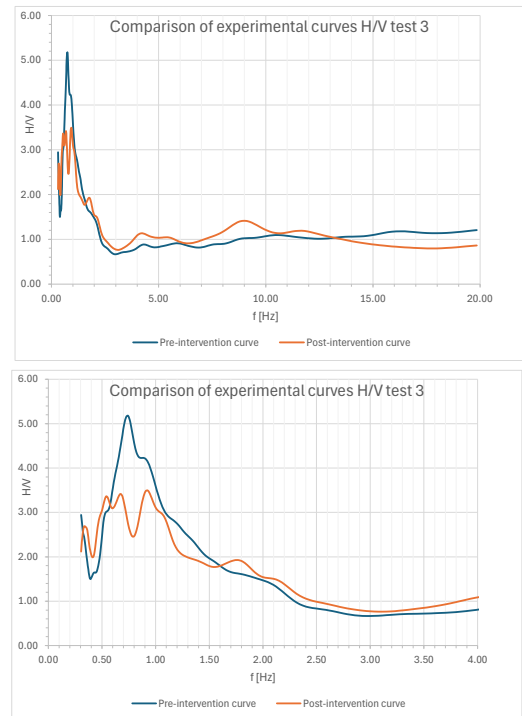 Comparison of experimental curves H/V test 3
6.00
5.00
4.00
3.00
2.00
1.00
0.00
H/V
0.00 5.00 10.00 15.00 20.00
f [Hz]
Pre-intervention curve Post-intervention curve
Comparison of experimental curves H/V test 3
6.00
5.00
4.00
3.00
2.00
1.00
0.00
H/V
0.00 0.50 1.00 1.50 2.00 2.50 3.00 3.50 4.00
f [Hz]
Pre-intervention curve Post-intervention curve